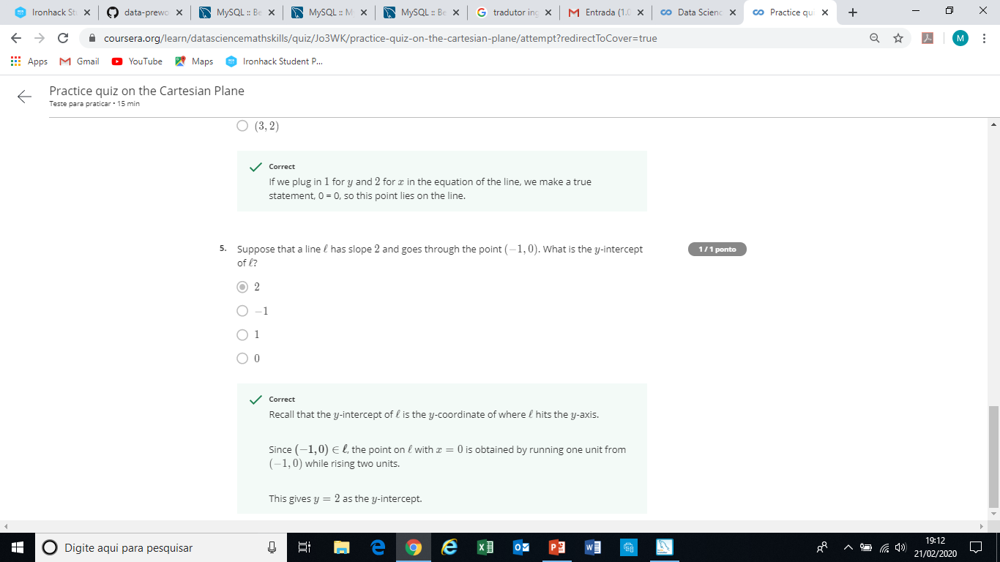 Ironhack St
data-prewo
MySQL :: Be
MySQL :: M
MySQL :: Be
tradutor ing
Entrada (1.0
Data Scienc
Practice qui
coursera.org/learn/datasciencemathskills/quiz/Jo3WK/practice-quiz-on-the-cartesian-plane/attempt?redirectToCover=true
M
Apps
Gmail
YouTube
Maps
Ironhack Student P...
Practice quiz on the Cartesian Plane
Teste para praticar • 15 min
(3, 2)
Correct
If we plug in 1 for y and 2 for x in the equation of the line, we make a true
statement, 0 = 0, so this point lies on the line.
5. Suppose that a line ℓ has slope 2 and goes through the point (−1, 0). What is the y-intercept
of ℓ?
1 / 1 ponto
2
−1
1
0
Correct
Recall that the y-intercept of ℓ is the y-coordinate of where ℓ hits the y-axis.
Since (−1, 0) ∈ ℓ, the point on ℓ with x = 0 is obtained by running one unit from
(−1, 0) while rising two units.
This gives y = 2 as the y-intercept.
Digite aqui para pesquisar
19:12
21/02/2020